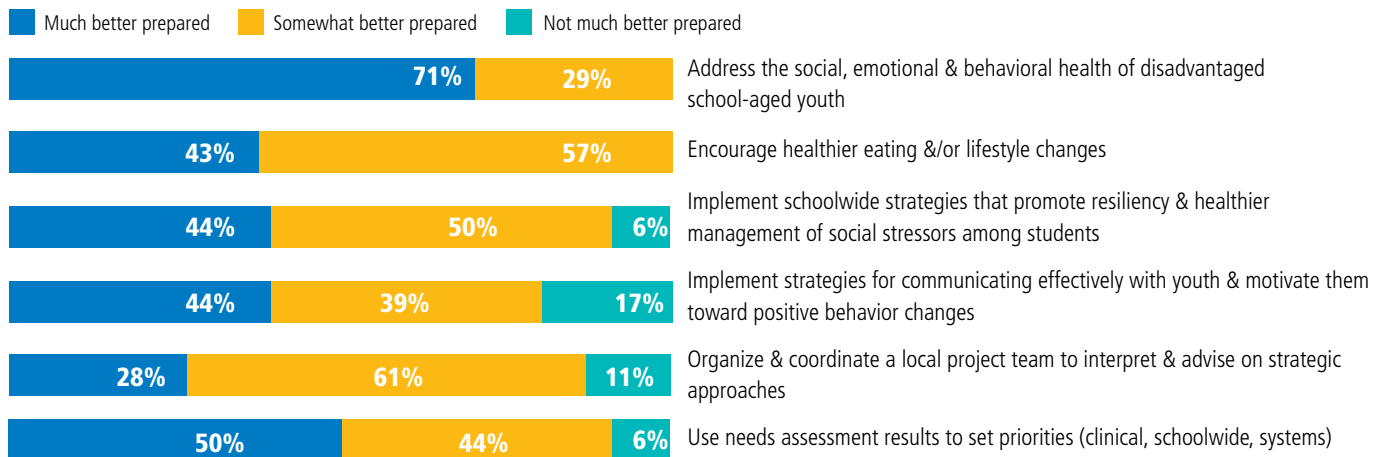 Much better prepared Somewhat better prepared Not much better prepared
71% 29% Address the social, emotional & behavioral health of disadvantaged
school-aged youth
43% 57% Encourage healthier eating &/or lifestyle changes
Implement schoolwide strategies that promote resiliency & healthier
44% 50% 6% management of social stressors among students
Implement strategies for communicating effectively with youth & motivate them
44% 39% 17% toward positive behavior changes
Organize & coordinate a local project team to interpret & advise on strategic
28% 61% 11% approaches
50% 44% 6% Use needs assessment results to set priorities (clinical, schoolwide, systems)